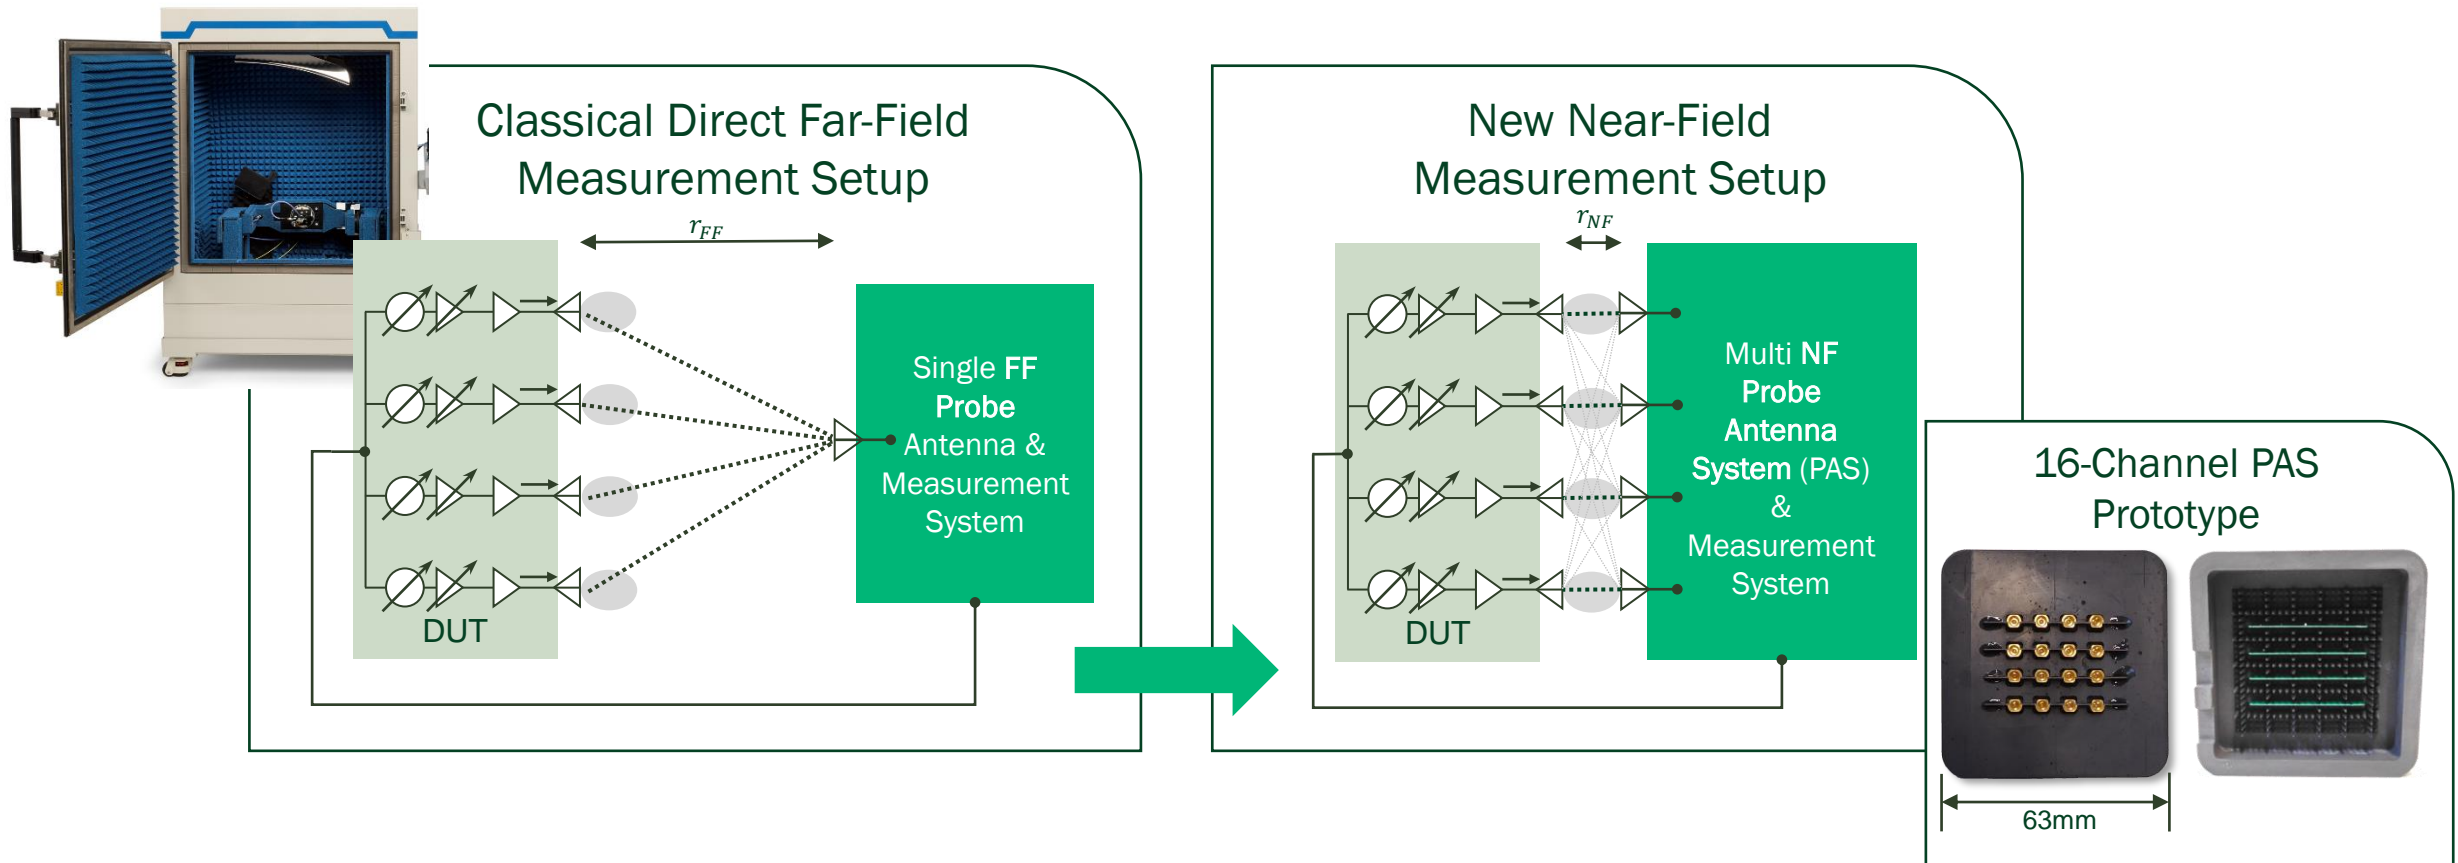 Classical Direct Far-Field
Measurement Setup
r_FF
DUT
Single FF
Probe
Antenna &
Measurement
System
New Near-Field
Measurement Setup
r_NF
DUT
Multi NF
Probe
Antenna
System (PAS)
&
Measurement
System
16-Channel PAS
Prototype
63mm